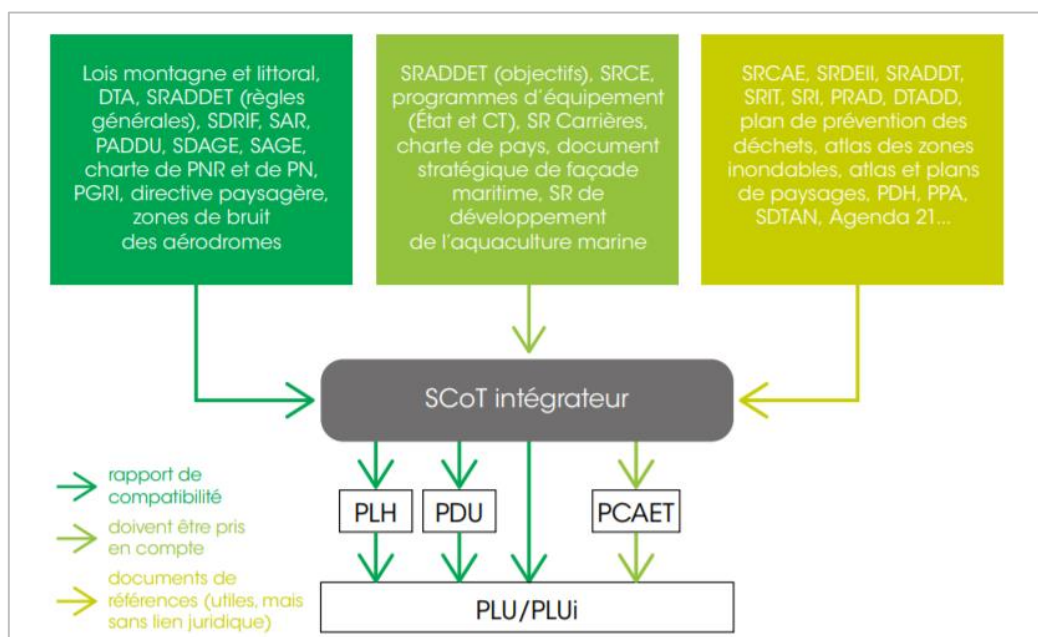 Lois montagne et littoral,
DTA, SRADDET (règles
générales), SDRIF, SAR,
PADDU, SDAGE, SAGE,
charte de PNR et de PN,
PGRI, directive paysagère,
zones de bruit
des aérodromes
SRADDET (objectifs), SRCE,
programmes d'équipement
(État et CT), SR Carrières,
charte de pays, document
stratégique de façade
maritime, SR de
développement
de l'aquaculture marine
SRCAE, SRDEII, SRADDT,
SRIT, SRI, PRAD, DTADD,
plan de prévention des
déchets, atlas des zones
inondables, atlas et plans
de paysages, PDH, PPA,
SDTAN, Agenda 21...
SCoT intégrateur
rapport de
compatibilité
doivent être pris
en compte
documents de
références (utiles, mais
sans lien juridique)
PLH
PDU
PCAET
PLU/PLUi